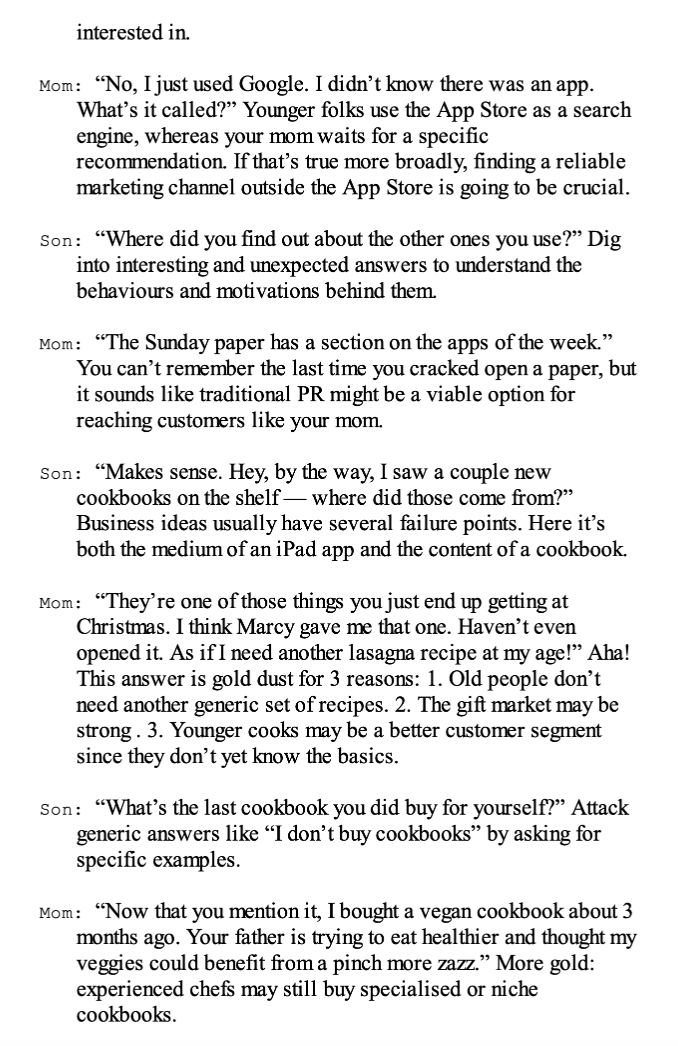 interested in.
Mom: “No, I just used Google. I didn’t know there was an app.
What’s it called?” Younger folks use the App Store as a search
engine, whereas your mom waits for a specific
recommendation. If that’s true more broadly, finding a reliable
marketing channel outside the App Store is going to be crucial.
Son: “Where did you find out about the other ones you use?” Dig
into interesting and unexpected answers to understand the
behaviours and motivations behind them.
Mom: “The Sunday paper has a section on the apps of the week.”
You can’t remember the last time you cracked open a paper, but
it sounds like traditional PR might be a viable option for
reaching customers like your mom.
Son: “Makes sense. Hey, by the way, I saw a couple new
cookbooks on the shelf — where did those come from?”
Business ideas usually have several failure points. Here it’s
both the medium of an iPad app and the content of a cookbook.
Mom: “They’re one of those things you just end up getting at
Christmas. I think Marcy gave me that one. Haven’t even
opened it. As if I need another lasagna recipe at my age!” Aha!
This answer is gold dust for 3 reasons: 1. Old people don’t
need another generic set of recipes. 2. The gift market may be
strong . 3. Younger cooks may be a better customer segment
since they don’t yet know the basics.
Son: “What’s the last cookbook you did buy for yourself?” Attack
generic answers like “I don’t buy cookbooks” by asking for
specific examples.
Mom: “Now that you mention it, I bought a vegan cookbook about 3
months ago. Your father is trying to eat healthier and thought my
veggies could benefit from a pinch more zazz.” More gold:
experienced chefs may still buy specialised or niche
cookbooks.